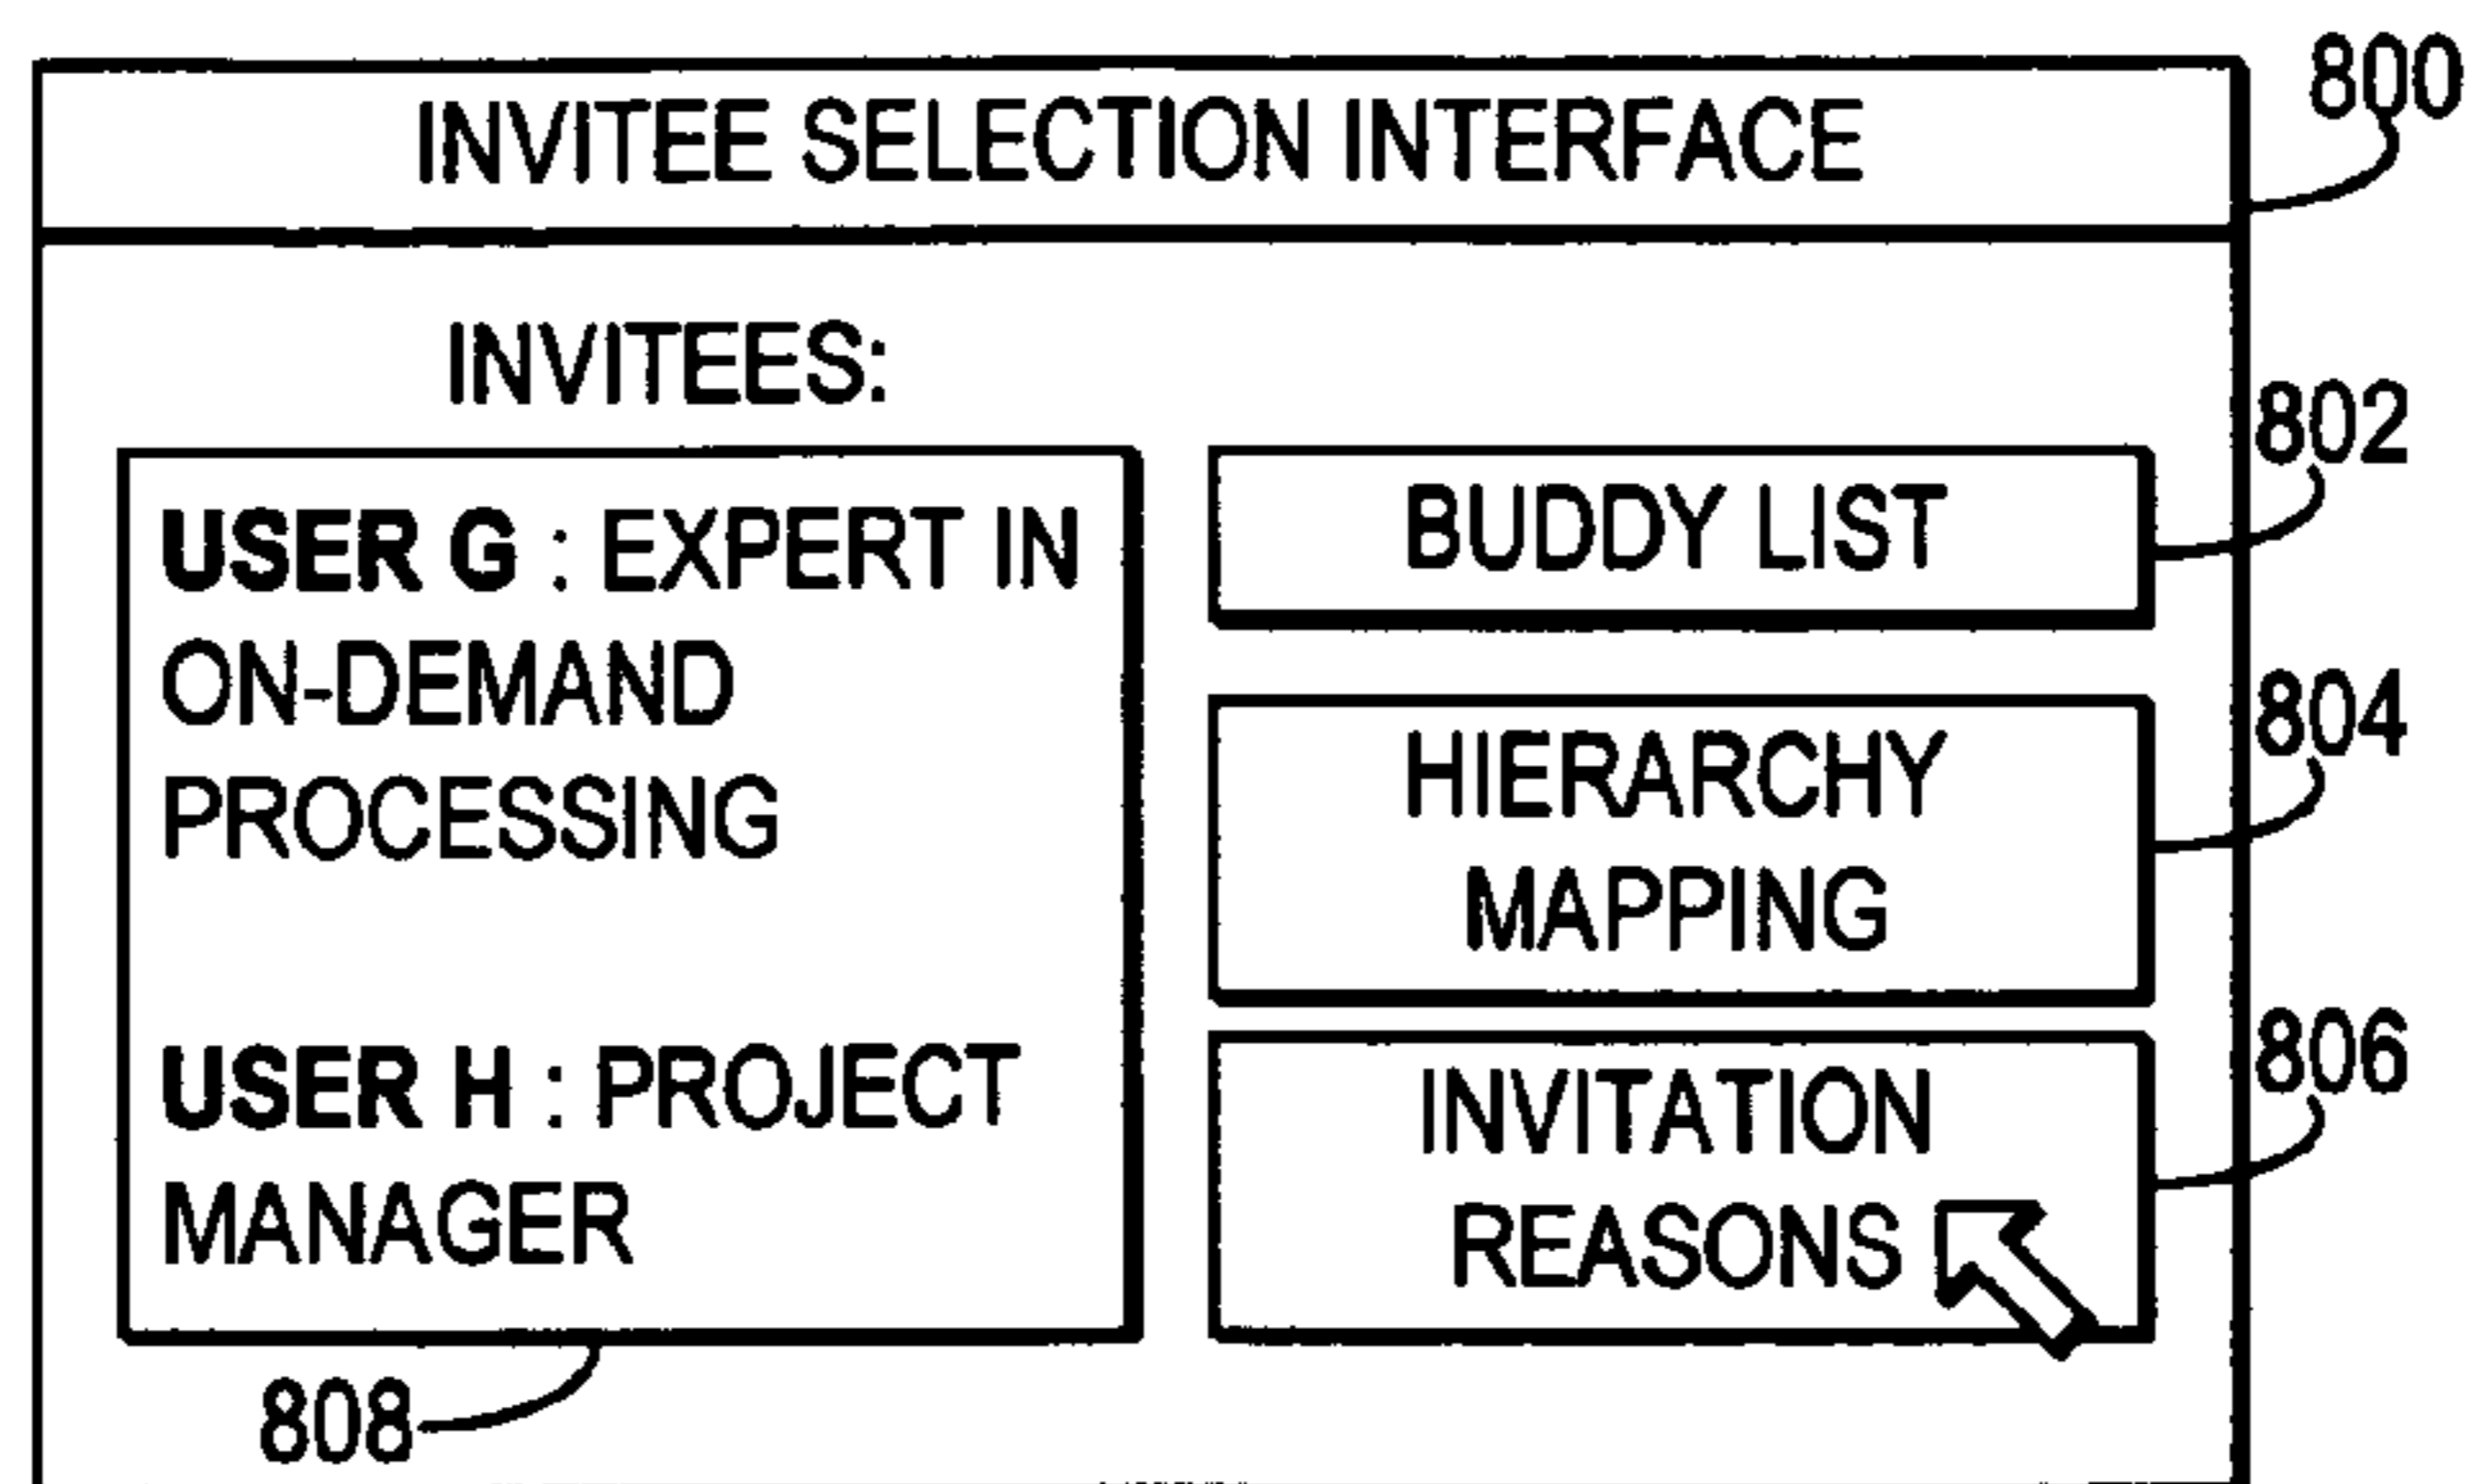 INVITEE SELECTION INTERFACE
800
INVITEES:
USER G : EXPERT IN
ON-DEMAND
PROCESSING
USER H : PROJECT
MANAGER
808
BUDDY LIST
802
HIERARCHY
MAPPING
804
INVITATION
REASONS
806